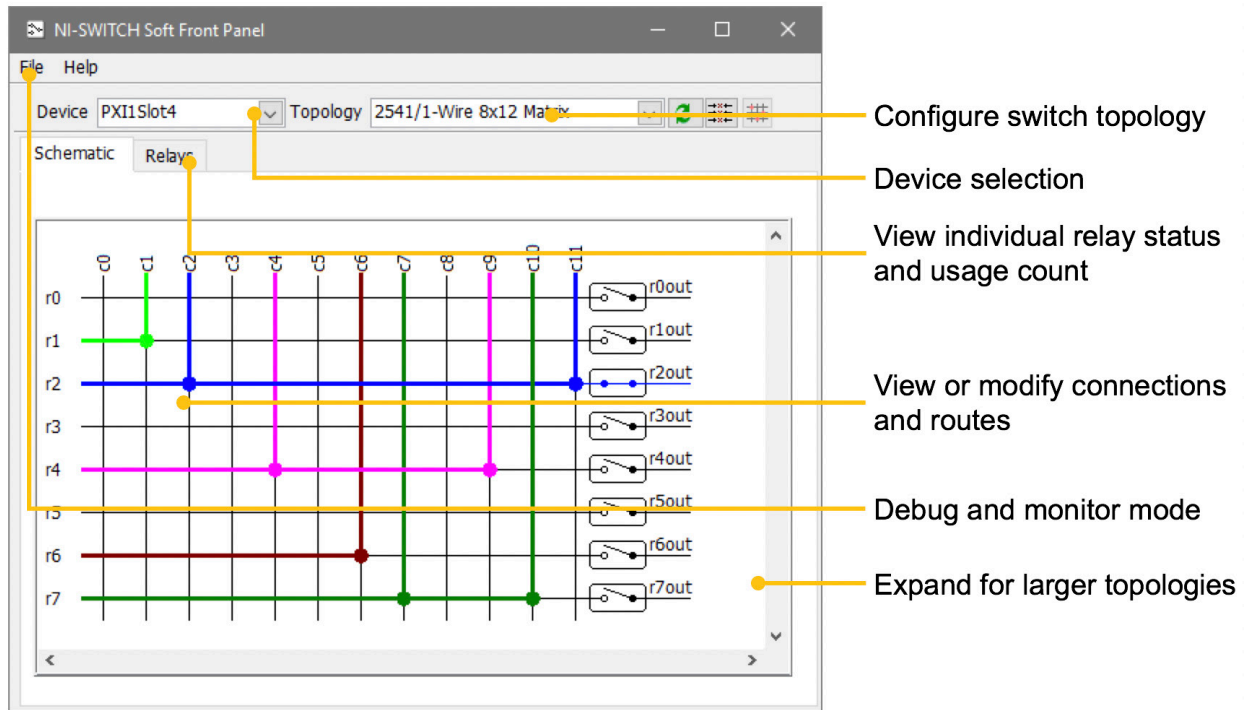 NI-SWITCH Soft Front Panel
File Help
Device PXI1Slot4 Topology 2541/1-Wire 8x12 Matrix
Configure switch topology
Schematic Relays
Device selection
View individual relay status
and usage count
c0 c1 c2 c3 c4 c5 c6 c7 c8 c9 c10 c11
r0 r0out
r1 r1out
r2 r2out
View or modify connections
and routes
r3 r3out
r4 r4out
r5 r5out
Debug and monitor mode
r6 r6out
r7 r7out
Expand for larger topologies